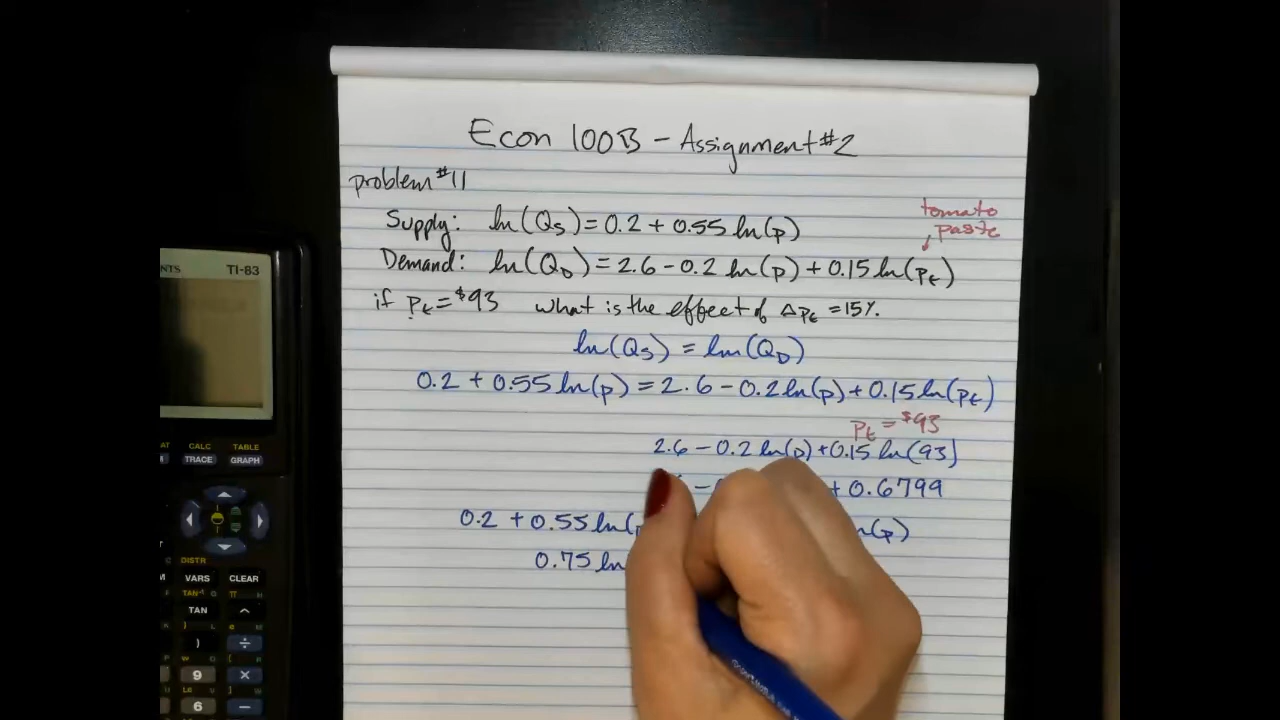 Econ 100B - Assignment #2
problem #11
tomato
paste
Supply: ln(Qs) = 0.2 + 0.55 ln(p)
Demand: ln(QD) = 2.6 - 0.2 ln(p) + 0.15 ln(pt)
if pt = $93 what is the effect of Δpt = 15%.
ln(Qs) = ln(QD)
0.2 + 0.55 ln(p) = 2.6 - 0.2 ln(p) + 0.15 ln(pt)
pt = $93
2.6 - 0.2 ln(p) + 0.15 ln(93)
- + 0.6799
0.2 + 0.55 ln(p ln(p)
0.75 ln
TI-83
CALC TABLE
TRACE GRAPH
DISTR
VARS CLEAR
TAN⁻¹ π H
TAN ^
) ÷
9 ×
6 −